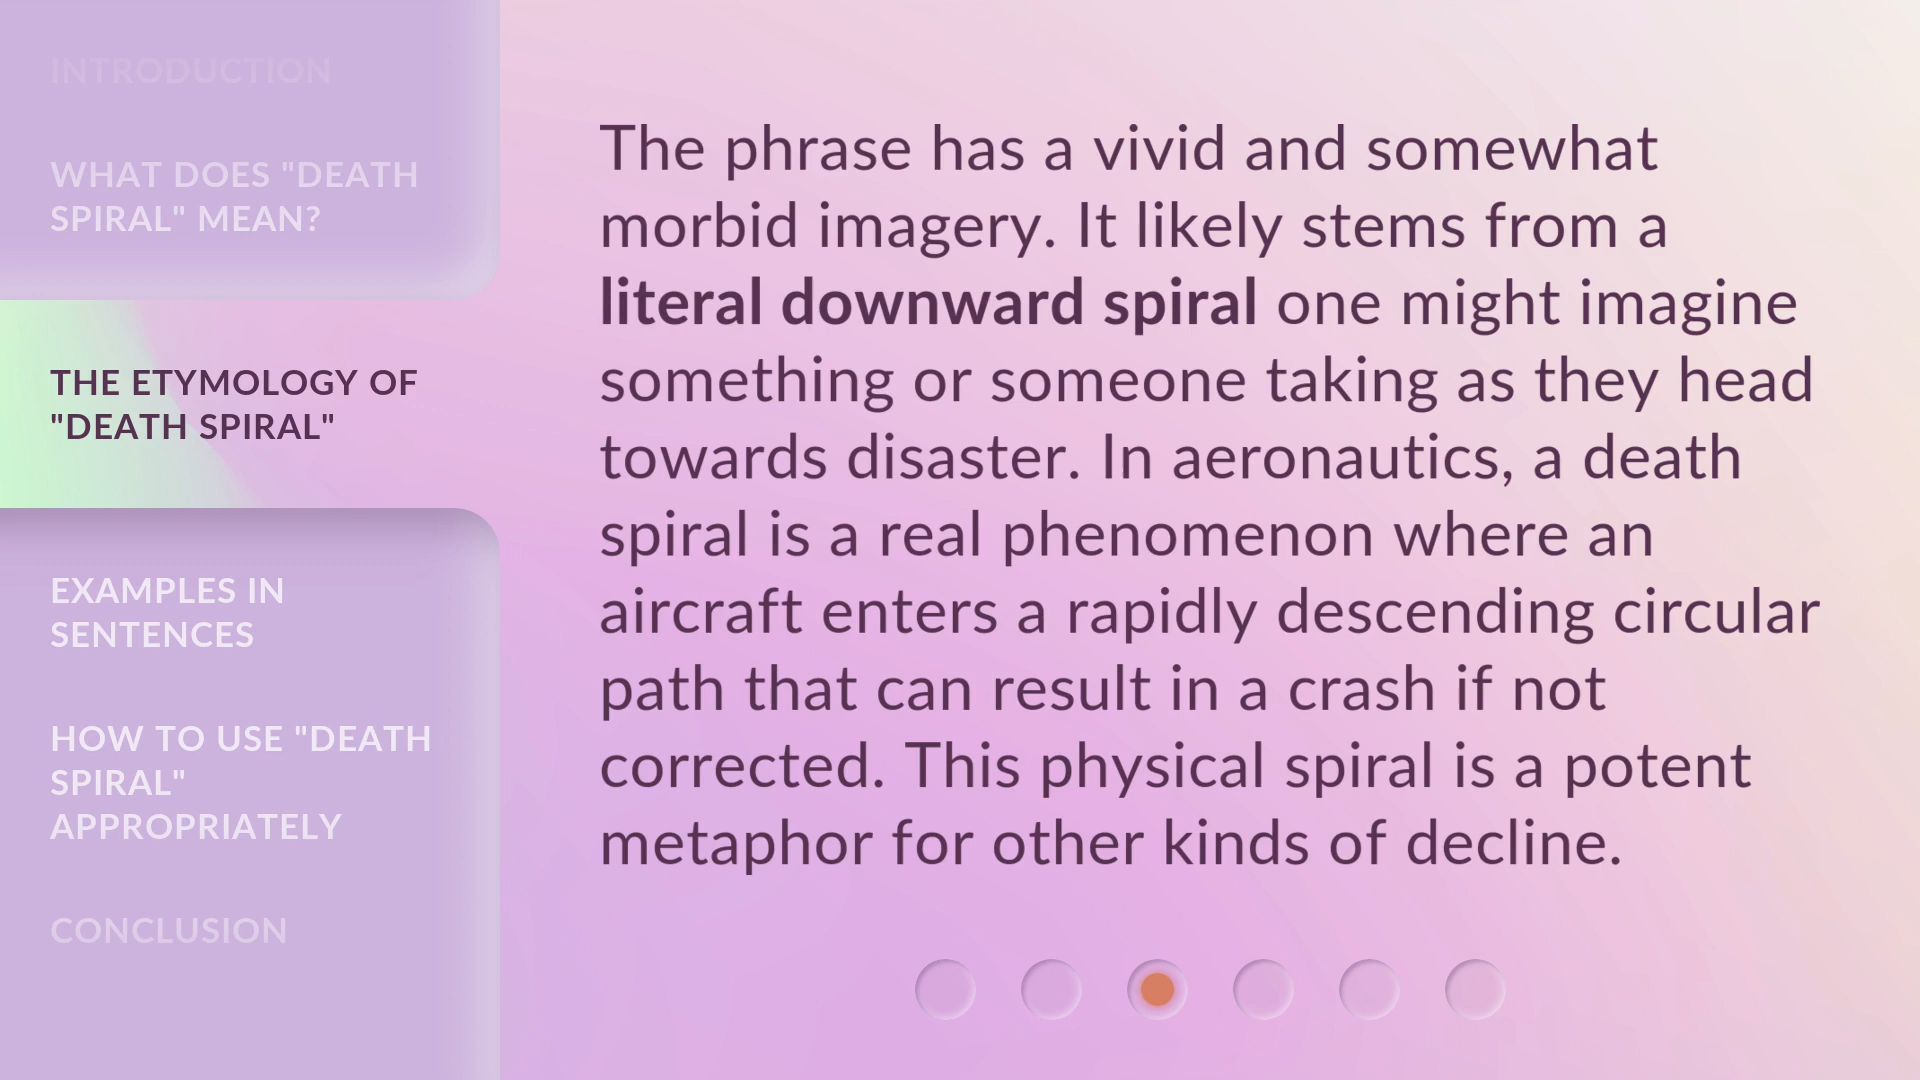 INTRODUCTION
WHAT DOES "DEATH
SPIRAL" MEAN?
THE ETYMOLOGY OF
"DEATH SPIRAL"
EXAMPLES IN
SENTENCES
HOW TO USE "DEATH
SPIRAL"
APPROPRIATELY
CONCLUSION
The phrase has a vivid and somewhat
morbid imagery. It likely stems from a
literal downward spiral one might imagine
something or someone taking as they head
towards disaster. In aeronautics, a death
spiral is a real phenomenon where an
aircraft enters a rapidly descending circular
path that can result in a crash if not
corrected. This physical spiral is a potent
metaphor for other kinds of decline.